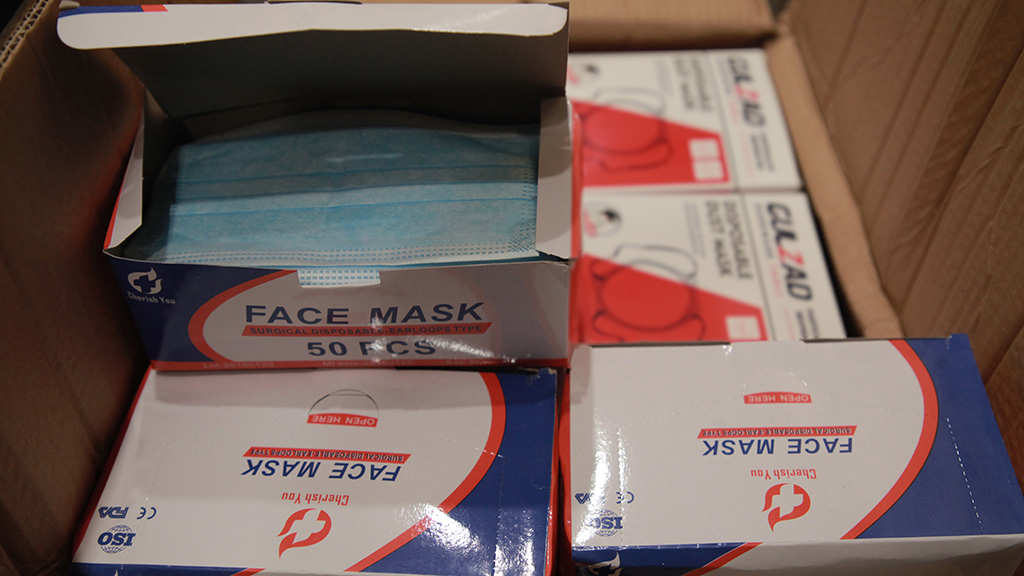 CULZAD
CULZAD
DISPOSABLE
DUST MASK
Cherish You
FACE MASK
SURGICAL DISPOSABLE EARLOOPS TYPE
50 PCS
OPEN HERE
SURGICAL DISPOSABLE EARLOOPS TYPE
FACE MASK
Cherish You
CE
FDA
ISO
OPEN HERE
SURGICAL DISPOSABLE EARLOOPS TYPE
FACE MASK
Cherish You
CE
ISO